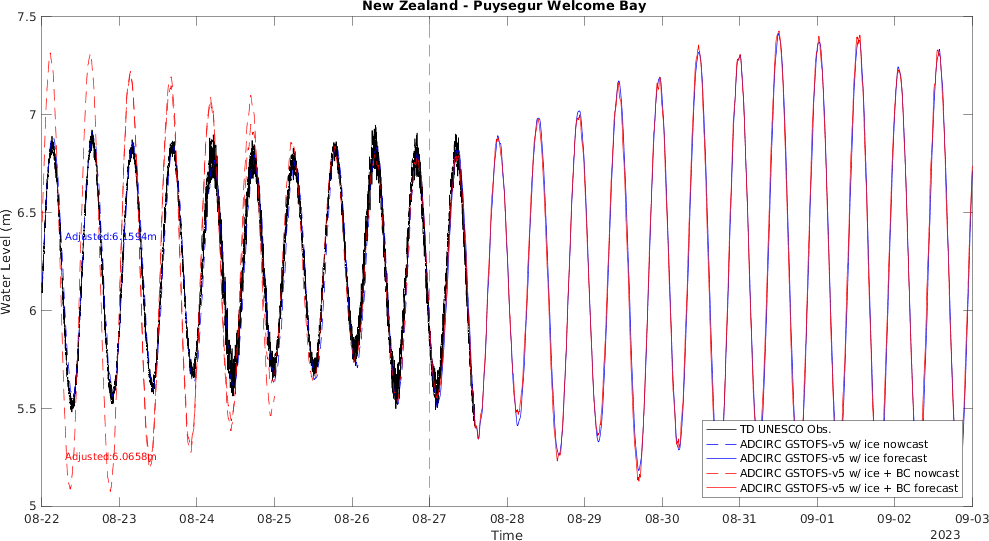 New Zealand - Puysegur Welcome Bay
7.5
7
6.5
6
5.5
5
Water Level (m)
Adjusted:6.1594m
Adjusted:6.0658m
TD UNESCO Obs.
ADCIRC GSTOFS-v5 w/ ice nowcast
ADCIRC GSTOFS-v5 w/ ice forecast
ADCIRC GSTOFS-v5 w/ ice + BC nowcast
ADCIRC GSTOFS-v5 w/ ice + BC forecast
08-22 08-23 08-24 08-25 08-26 08-27 08-28 08-29 08-30 08-31 09-01 09-02 09-03
Time
2023